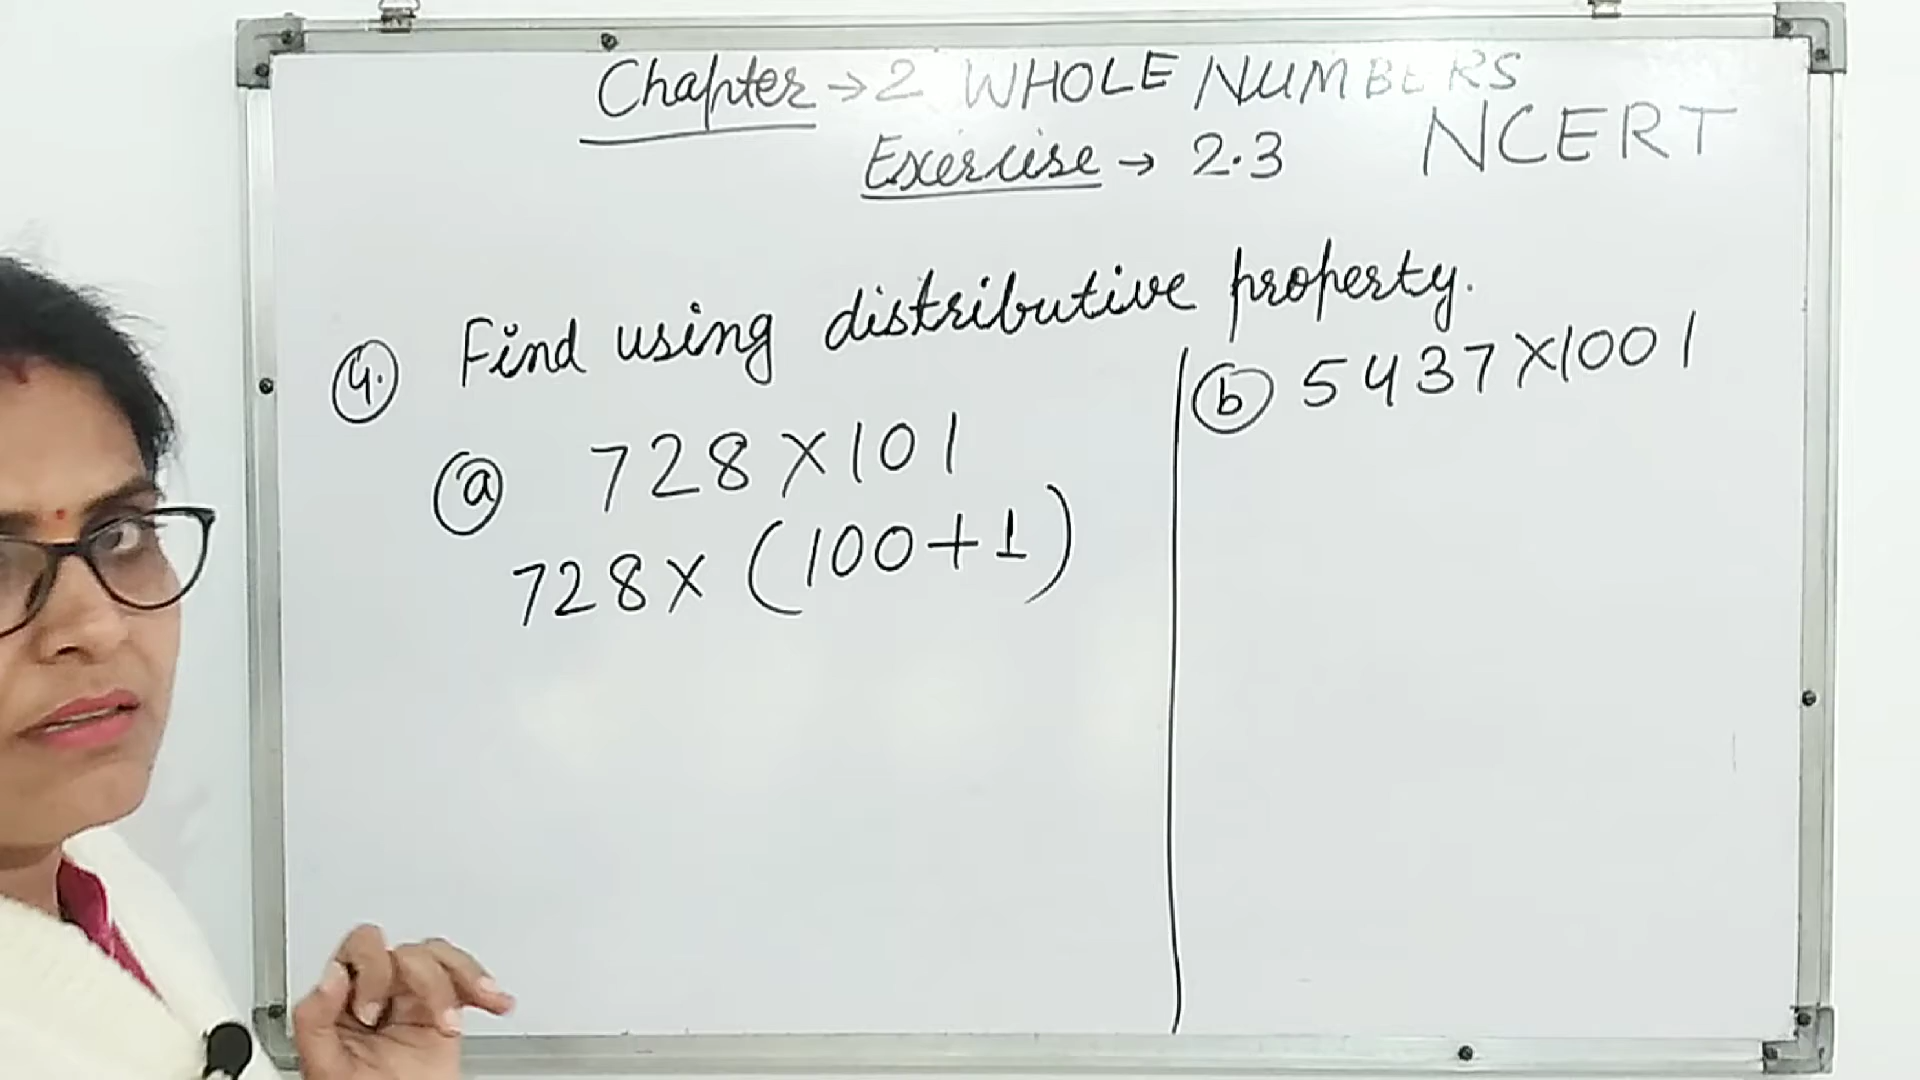 Chapter → 2 WHOLE NUMBERS
Exercise → 2.3 NCERT
4. Find using distributive property.
a 728 × 101
728 × (100 + 1)
b 5437 × 1001